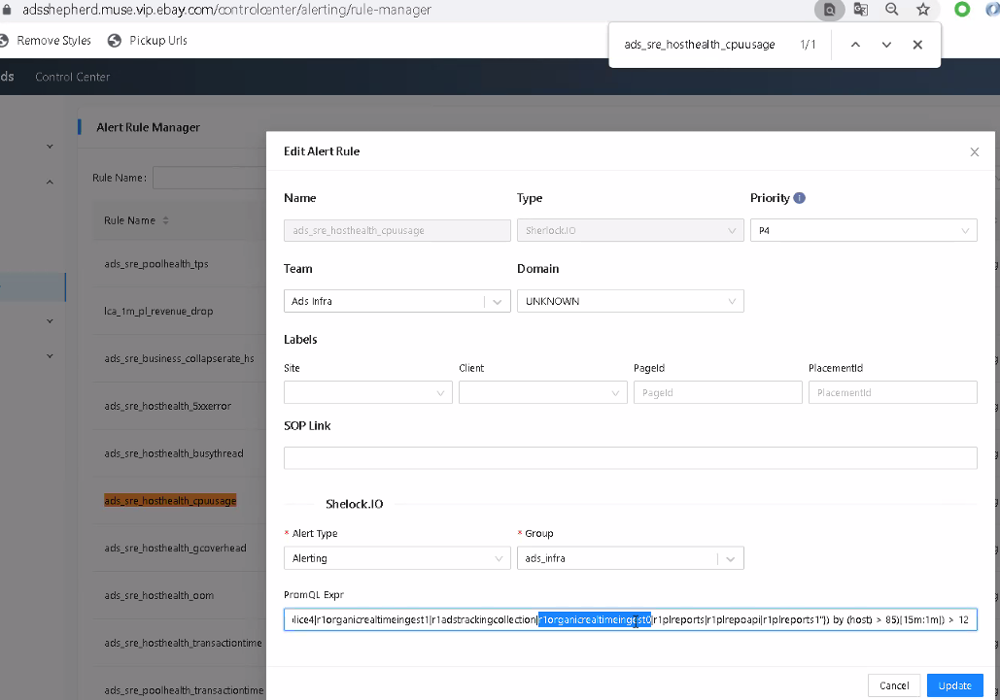 adsshepherd.muse.vip.ebay.com/controlcenter/alerting/rule-manager
Remove Styles
Pickup Urls
ads_sre_hosthealth_cpuusage
1/1
ds
Control Center
Alert Rule Manager
Rule Name :
Rule Name
ads_sre_poolhealth_tps
lca_1m_pl_revenue_drop
ads_sre_business_collapserate_hs
ads_sre_hosthealth_5xxerror
ads_sre_hosthealth_busythread
ads_sre_hosthealth_cpuusage
ads_sre_hosthealth_gcoverhead
ads_sre_hosthealth_oom
ads_sre_hosthealth_transactiontime
ads_sre_poolhealth_transactiontime
Edit Alert Rule
Name
Type
Priority
ads_sre_hosthealth_cpuusage
Sherlock.IO
P4
Team
Domain
Ads Infra
UNKNOWN
Labels
Site
Client
PageId
PlacementId
PageId
PlacementId
SOP Link
Shelock.IO
* Alert Type
* Group
Alerting
ads_infra
PromQL Expr
lice4|r1organicrealtimeingest1|r1adstrackingcollection|r1organicrealtimeingest0|r1plreports|r1plrepoapi|r1plreports1"}) by (host) > 85)[15m:1m]) > 12
Cancel
Update